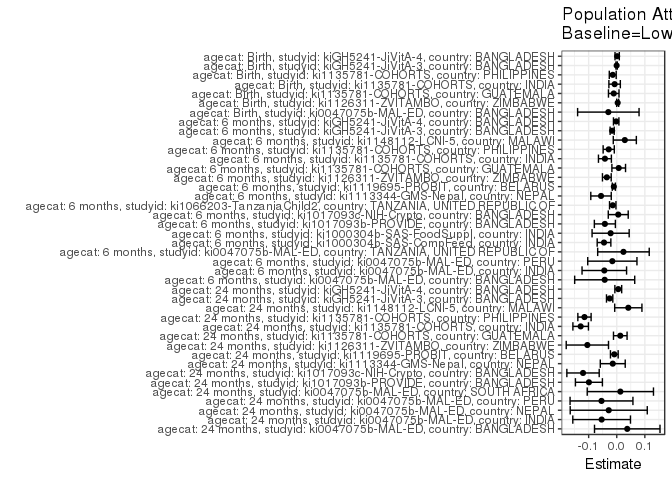 Population Att
Baseline=Low
agecat: Birth, studyid: kiGH5241-JiVitA-4, country: BANGLADESH
agecat: Birth, studyid: kiGH5241-JiVitA-3, country: BANGLADESH
agecat: Birth, studyid: ki1135781-COHORTS, country: PHILIPPINES
agecat: Birth, studyid: ki1135781-COHORTS, country: INDIA
agecat: Birth, studyid: ki1135781-COHORTS, country: GUATEMALA
agecat: Birth, studyid: ki1126311-ZVITAMBO, country: ZIMBABWE
agecat: Birth, studyid: ki0047075b-MAL-ED, country: BANGLADESH
agecat: 6 months, studyid: kiGH5241-JiVitA-4, country: BANGLADESH
agecat: 6 months, studyid: kiGH5241-JiVitA-3, country: BANGLADESH
agecat: 6 months, studyid: ki1148112-LCNI-5, country: MALAWI
agecat: 6 months, studyid: ki1135781-COHORTS, country: PHILIPPINES
agecat: 6 months, studyid: ki1135781-COHORTS, country: INDIA
agecat: 6 months, studyid: ki1135781-COHORTS, country: GUATEMALA
agecat: 6 months, studyid: ki1126311-ZVITAMBO, country: ZIMBABWE
agecat: 6 months, studyid: ki1119695-PROBIT, country: BELARUS
agecat: 6 months, studyid: ki1113344-GMS-Nepal, country: NEPAL
agecat: 6 months, studyid: ki1066203-TanzaniaChild2, country: TANZANIA, UNITED REPUBLIC OF
agecat: 6 months, studyid: ki1017093c-NIH-Crypto, country: BANGLADESH
agecat: 6 months, studyid: ki1017093b-PROVIDE, country: BANGLADESH
agecat: 6 months, studyid: ki1000304b-SAS-FoodSuppl, country: INDIA
agecat: 6 months, studyid: ki1000304b-SAS-CompFeed, country: INDIA
agecat: 6 months, studyid: ki0047075b-MAL-ED, country: TANZANIA, UNITED REPUBLIC OF
agecat: 6 months, studyid: ki0047075b-MAL-ED, country: PERU
agecat: 6 months, studyid: ki0047075b-MAL-ED, country: INDIA
agecat: 6 months, studyid: ki0047075b-MAL-ED, country: BANGLADESH
agecat: 24 months, studyid: kiGH5241-JiVitA-4, country: BANGLADESH
agecat: 24 months, studyid: kiGH5241-JiVitA-3, country: BANGLADESH
agecat: 24 months, studyid: ki1148112-LCNI-5, country: MALAWI
agecat: 24 months, studyid: ki1135781-COHORTS, country: PHILIPPINES
agecat: 24 months, studyid: ki1135781-COHORTS, country: INDIA
agecat: 24 months, studyid: ki1135781-COHORTS, country: GUATEMALA
agecat: 24 months, studyid: ki1126311-ZVITAMBO, country: ZIMBABWE
agecat: 24 months, studyid: ki1119695-PROBIT, country: BELARUS
agecat: 24 months, studyid: ki1113344-GMS-Nepal, country: NEPAL
agecat: 24 months, studyid: ki1017093c-NIH-Crypto, country: BANGLADESH
agecat: 24 months, studyid: ki1017093b-PROVIDE, country: BANGLADESH
agecat: 24 months, studyid: ki0047075b-MAL-ED, country: SOUTH AFRICA
agecat: 24 months, studyid: ki0047075b-MAL-ED, country: PERU
agecat: 24 months, studyid: ki0047075b-MAL-ED, country: NEPAL
agecat: 24 months, studyid: ki0047075b-MAL-ED, country: INDIA
agecat: 24 months, studyid: ki0047075b-MAL-ED, country: BANGLADESH
-0.1 0.0 0.1
Estimate